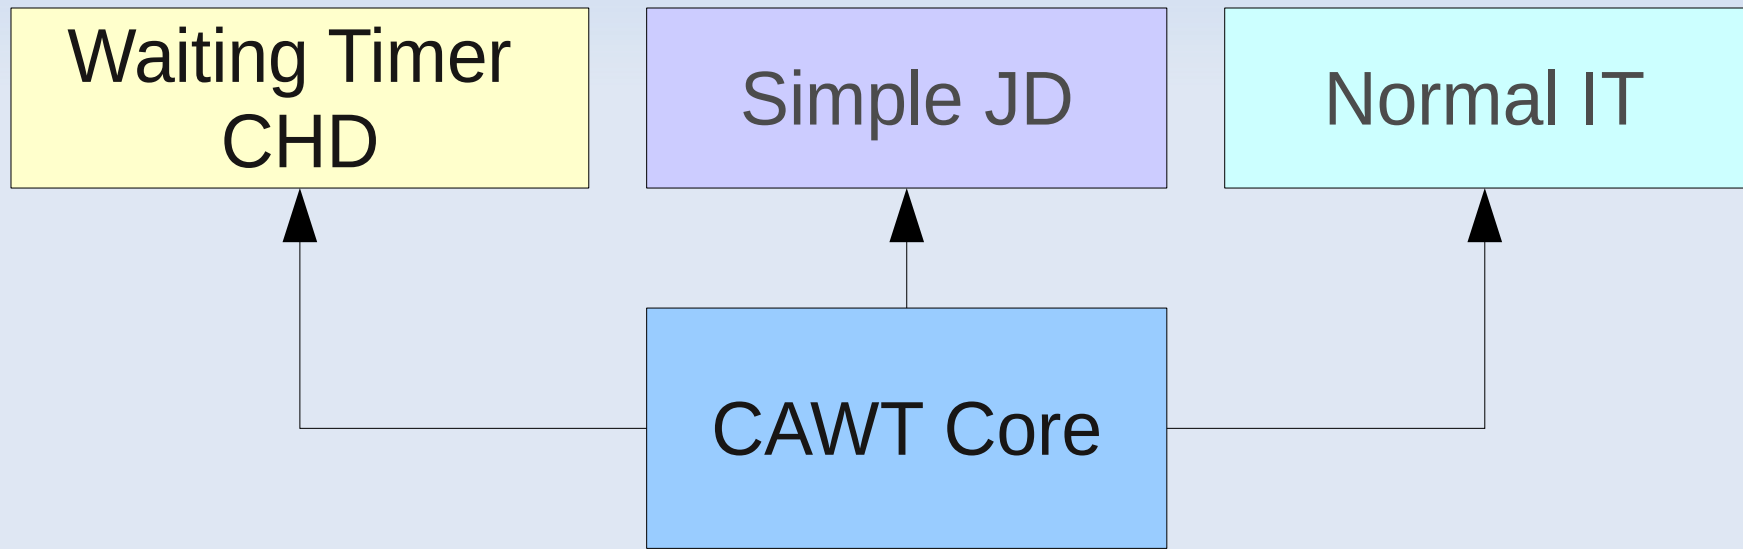 Waiting Timer
CHD
Simple JD
Normal IT
CAWT Core